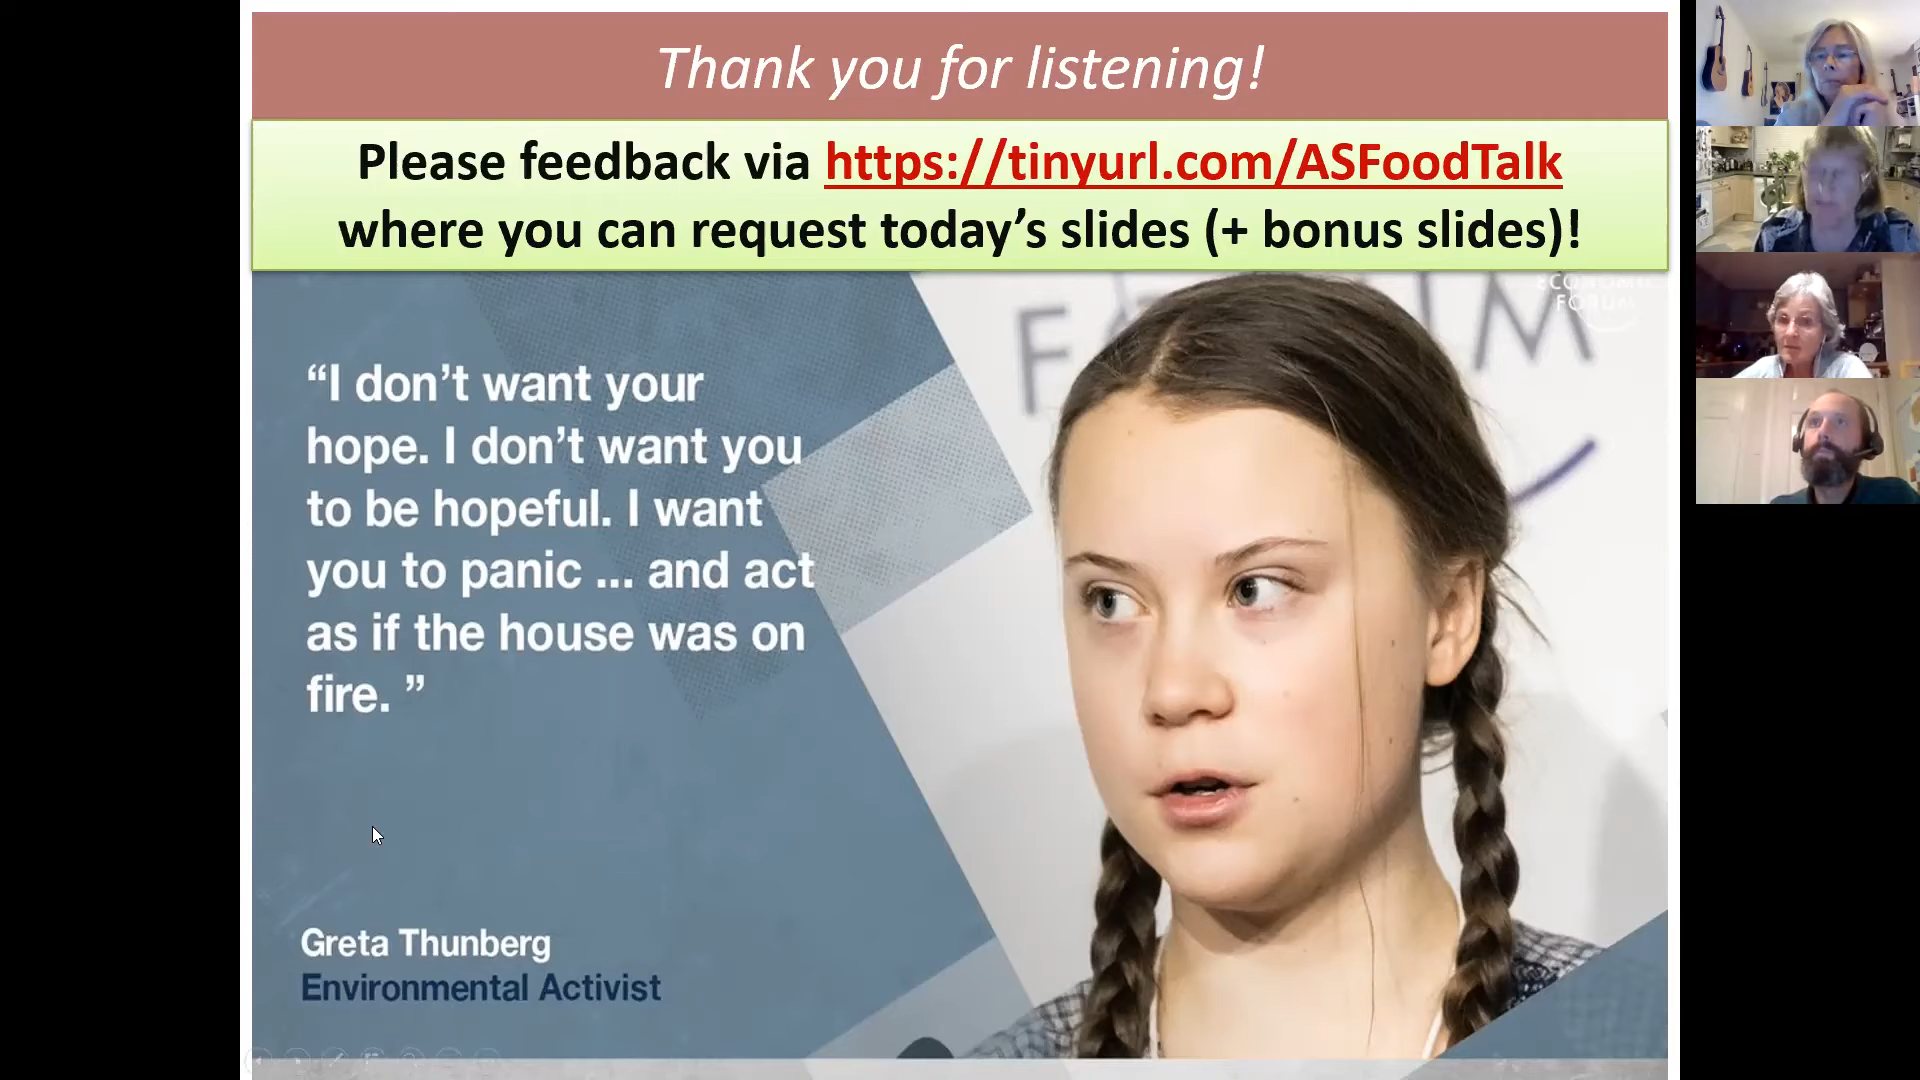 Thank you for listening!
Please feedback via https://tinyurl.com/ASFoodTalk
where you can request today’s slides (+ bonus slides)!
ECONOMIC
FORUM
“I don’t want your
hope. I don’t want you
to be hopeful. I want
you to panic ... and act
as if the house was on
fire. ”
Greta Thunberg
Environmental Activist